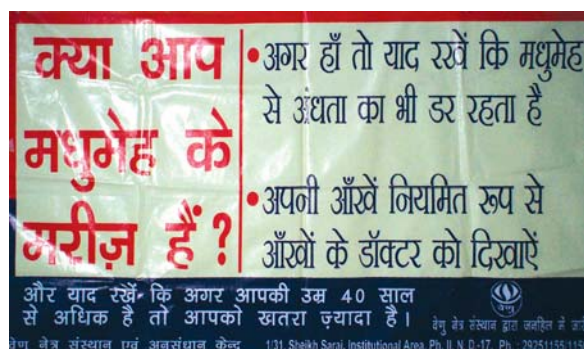 क्या आप
मधुमेह के
मरीज़ हैं ?
• अगर हाँ तो याद रखें कि मधुमेह
से अंधता का भी डर रहता है
• अपनी आँखें नियमित रूप से
आँखों के डॉक्टर को दिखाऐं
और याद रखें- कि अगर आपकी उम्र 40 साल
से अधिक है तो आपको खतरा ज़्यादा है।
वेणु
वेणु नेत्र संस्थान द्वारा जनहित में
वेणु नेत्र संस्थान एवं अनुसंधान केन्द्र 1/31, Sheikh Sarai, Institutional Area, Ph. II, N. D.-17, Ph.: 29251155